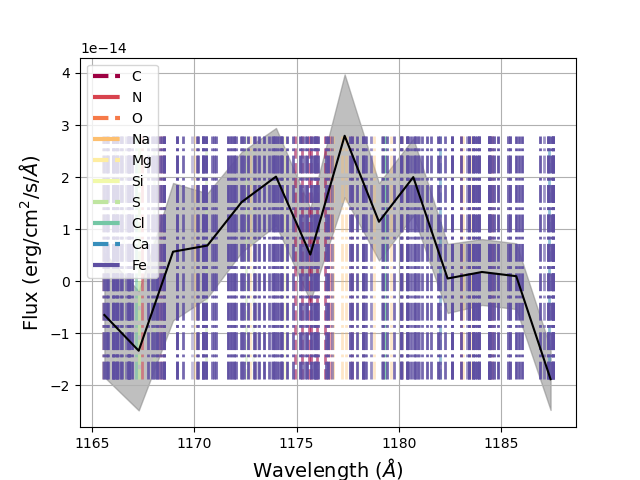 1e−14
4
3
2
1
0
−1
−2
C
N
O
Na
Mg
Si
S
Cl
Ca
Fe
Flux (erg/cm²/s/Å)
1165 1170 1175 1180 1185
Wavelength (Å)